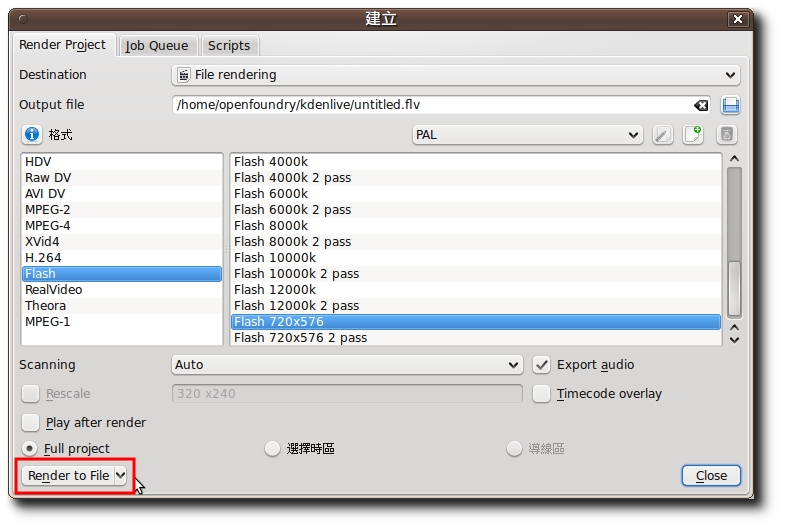 建立
Render Project Job Queue Scripts
Destination File rendering
Output file /home/openfoundry/kdenlive/untitled.flv
格式 PAL
HDV
Raw DV
AVI DV
MPEG-2
MPEG-4
XVid4
H.264
Flash
RealVideo
Theora
MPEG-1
Flash 4000k
Flash 4000k 2 pass
Flash 6000k
Flash 6000k 2 pass
Flash 8000k
Flash 8000k 2 pass
Flash 10000k
Flash 10000k 2 pass
Flash 12000k
Flash 12000k 2 pass
Flash 720x576
Flash 720x576 2 pass
Scanning Auto Export audio
Rescale 320 x240 Timecode overlay
Play after render
Full project 選擇時區 導線區
Render to File Close